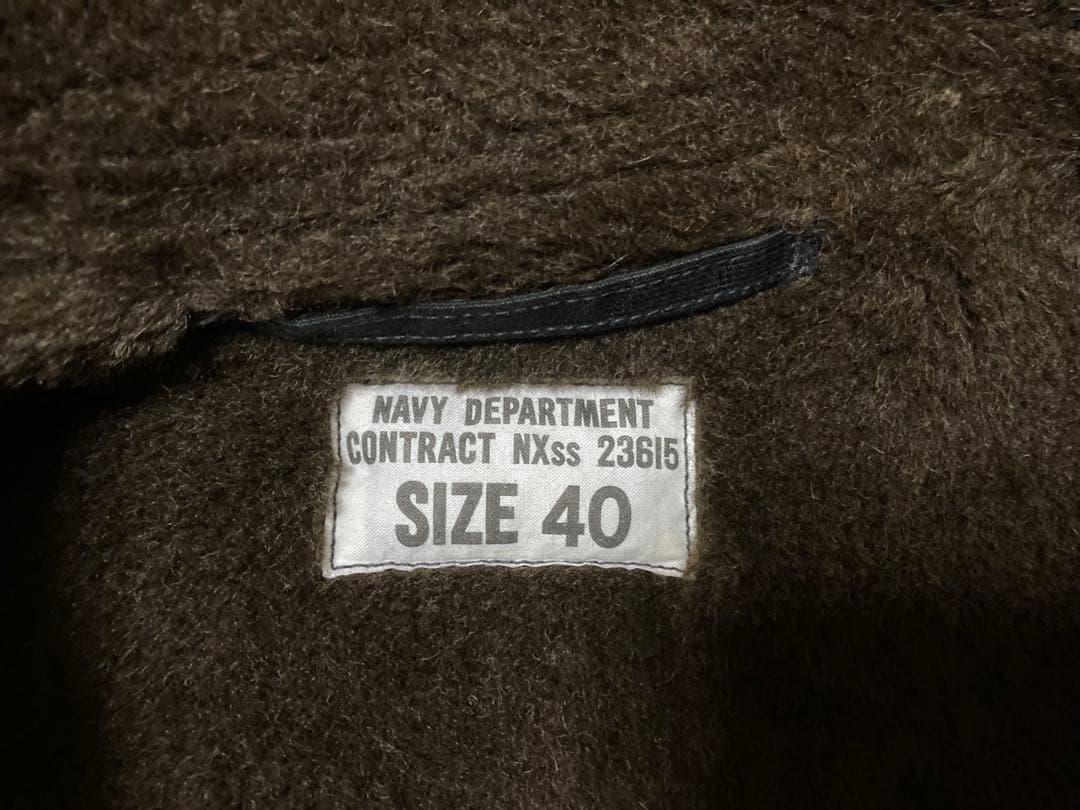 NAVY DEPARTMENT
CONTRACT NXss 23615
SIZE 40